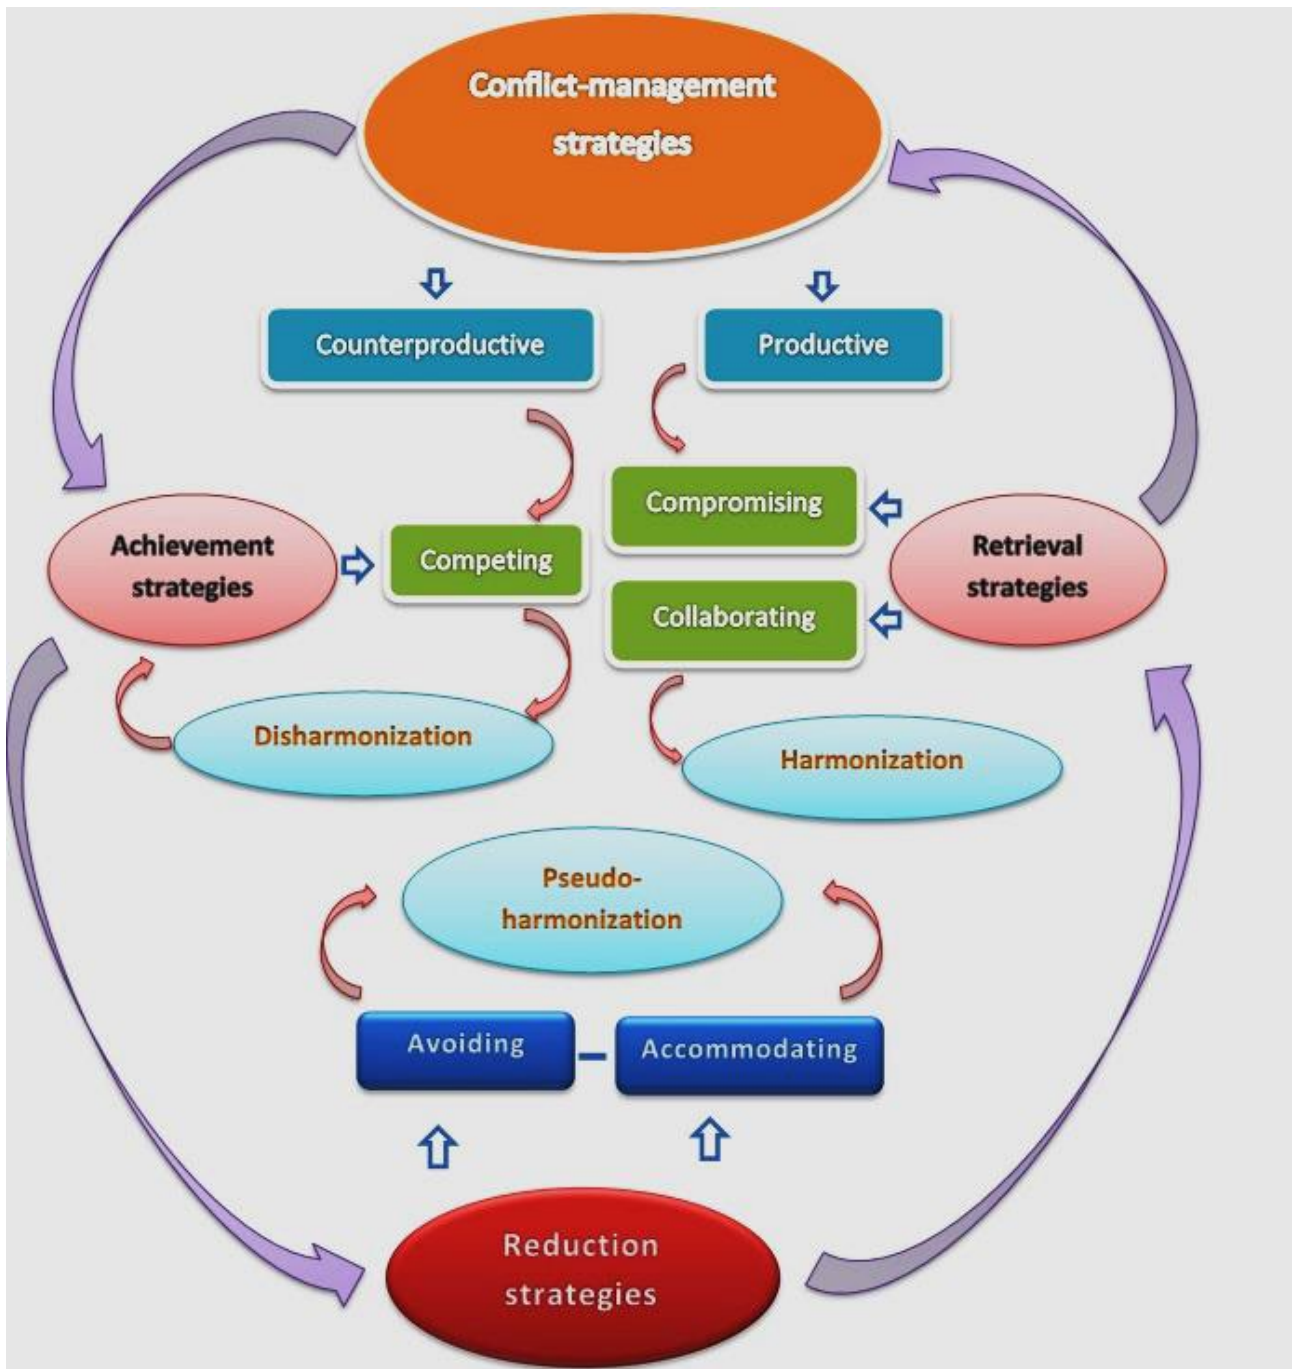 Conflict-management
strategies
Counterproductive
Productive
Compromising
Achievement
strategies
Competing
Retrieval
strategies
Collaborating
Disharmonization
Harmonization
Pseudo-
harmonization
Avoiding
Accommodating
Reduction
strategies